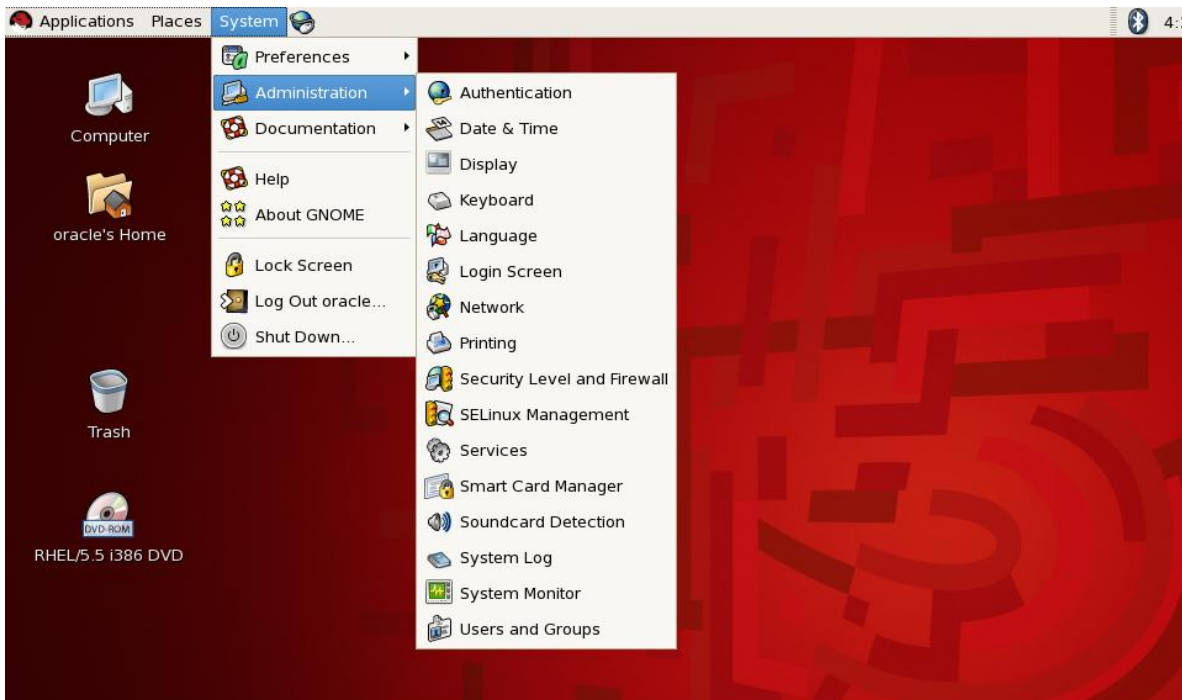 Applications Places System
4:
Preferences
Administration
Documentation
Help
About GNOME
Lock Screen
Log Out oracle...
Shut Down...
Authentication
Date & Time
Display
Keyboard
Language
Login Screen
Network
Printing
Security Level and Firewall
SELinux Management
Services
Smart Card Manager
Soundcard Detection
System Log
System Monitor
Users and Groups
Computer
oracle's Home
Trash
DVD-ROM
RHEL/5.5 i386 DVD